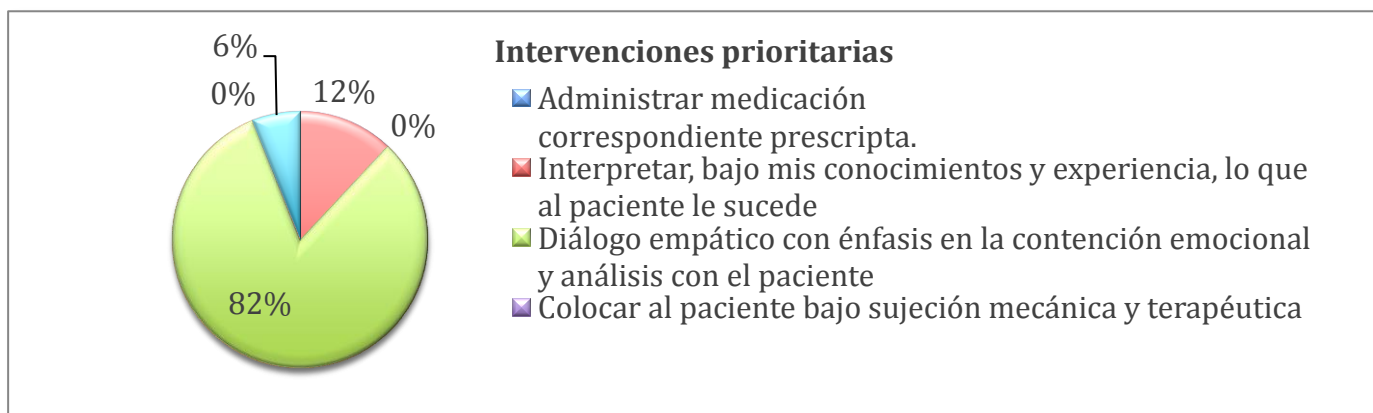 Intervenciones prioritarias
6%
0%
12%
0%
82%
Administrar medicación
correspondiente prescripta.
Interpretar, bajo mis conocimientos y experiencia, lo que
al paciente le sucede
Diálogo empático con énfasis en la contención emocional
y análisis con el paciente
Colocar al paciente bajo sujeción mecánica y terapéutica